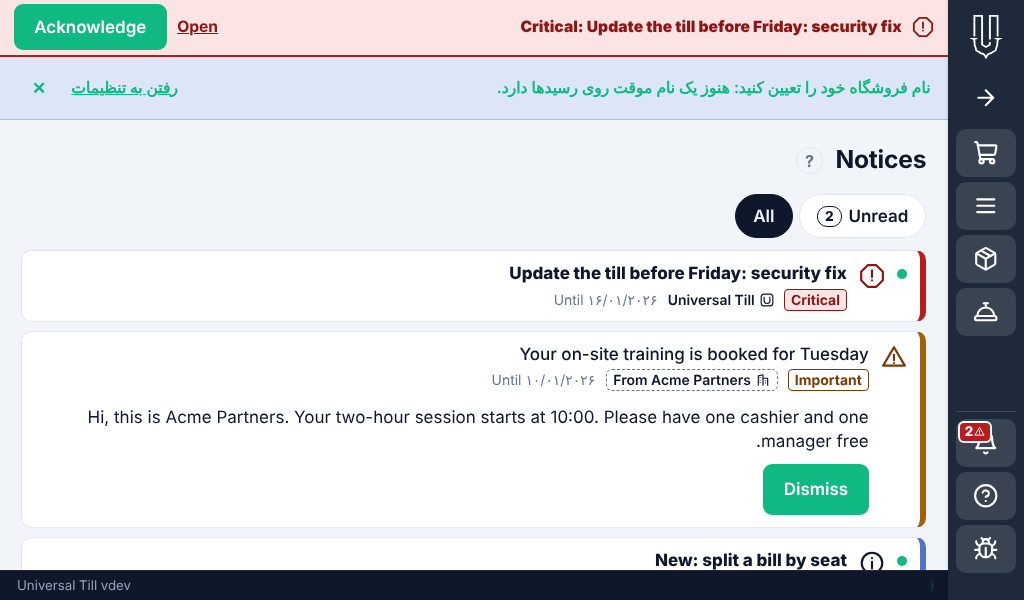 Critical: Update the till before Friday: security fix
Open
Acknowledge
نام فروشگاه خود را تعیین کنید: هنوز یک نام موقت روی رسیدها دارد.
رفتن به تنظیمات
✕
Notices
?
Unread 2
All
Update the till before Friday: security fix
Critical
Universal Till
Until ۱۶/۰۱/۲۰۲۶
Your on-site training is booked for Tuesday
Important
From Acme Partners
Until ۱۰/۰۱/۲۰۲۶
Hi, this is Acme Partners. Your two-hour session starts at 10:00. Please have one cashier and one
manager free.
Dismiss
New: split a bill by seat
2
Universal Till vdev